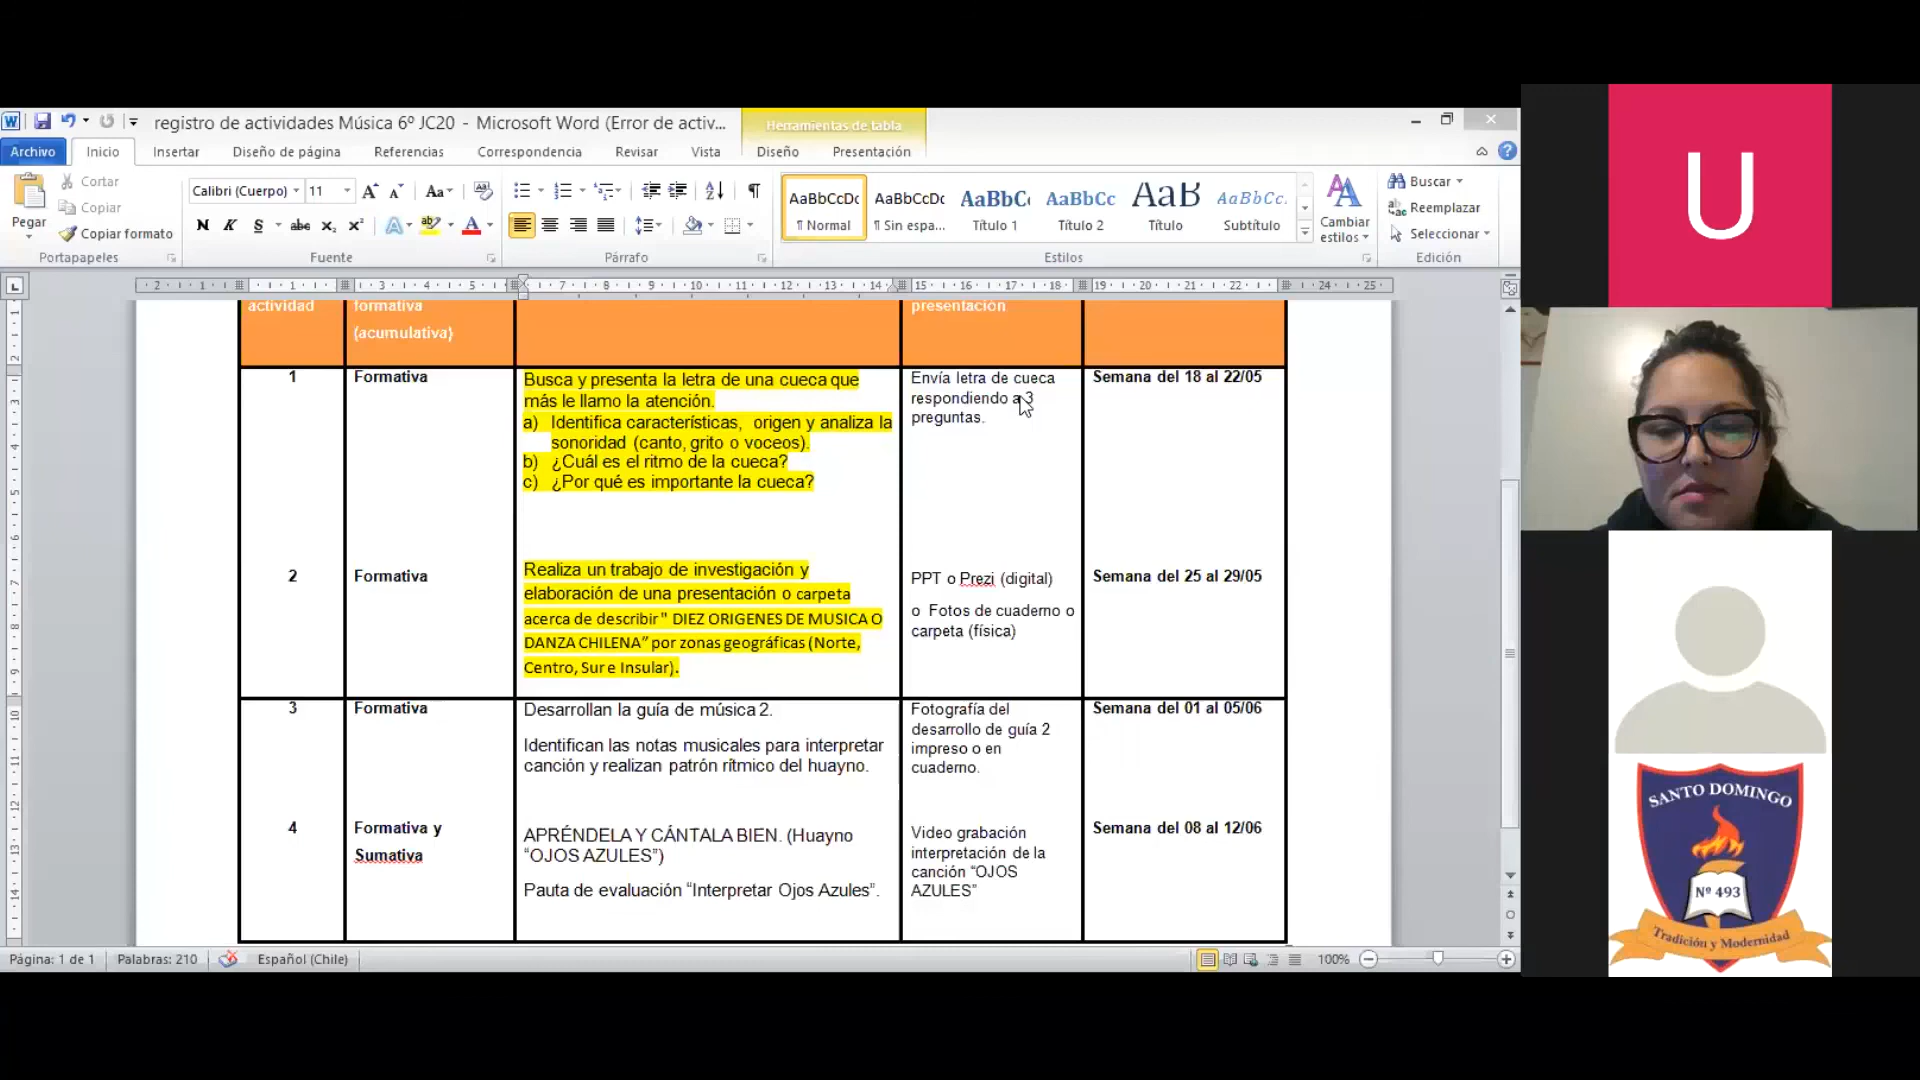 registro de actividades Música 6º JC20 - Microsoft Word (Error de activ...
Herramientas de tabla
Archivo
Inicio
Insertar
Diseño de página
Referencias
Correspondencia
Revisar
Vista
Diseño
Presentación
Pegar
Cortar
Copiar
Copiar formato
Portapapeles
Calibri (Cuerpo)
11
Aa
N K S abc x₂ x²
Fuente
Párrafo
AaBbCcDc
¶ Normal
AaBbCcDc
¶ Sin espa...
AaBbC
Título 1
AaBbCc
Título 2
AaB
Título
AaBbCc.
Subtítulo
Estilos
Cambiar
estilos
Buscar
Reemplazar
Seleccionar
Edición
actividad
formativa
(acumulativa)
presentación
1
Formativa
Busca y presenta la letra de una cueca que
más le llamo la atención.
a) Identifica características, origen y analiza la
sonoridad (canto, grito o voceos).
b) ¿Cuál es el ritmo de la cueca?
c) ¿Por qué es importante la cueca?
Envía letra de cueca
respondiendo a 3
preguntas.
Semana del 18 al 22/05
2
Formativa
Realiza un trabajo de investigación y
elaboración de una presentación o carpeta
acerca de describir" DIEZ ORIGENES DE MUSICA O
DANZA CHILENA” por zonas geográficas (Norte,
Centro, Sur e Insular).
PPT o Prezi (digital)
o Fotos de cuaderno o
carpeta (física)
Semana del 25 al 29/05
3
Formativa
Desarrollan la guía de música 2.
Identifican las notas musicales para interpretar
canción y realizan patrón rítmico del huayno.
Fotografía del
desarrollo de guía 2
impreso o en
cuaderno.
Semana del 01 al 05/06
4
Formativa y
Sumativa
APRÉNDELA Y CÁNTALA BIEN. (Huayno
“OJOS AZULES”)
Pauta de evaluación “Interpretar Ojos Azules”.
Video grabación
interpretación de la
canción “OJOS
AZULES”
Semana del 08 al 12/06
Página: 1 de 1
Palabras: 210
Español (Chile)
100%
U
SANTO DOMINGO
Nº 493
Tradición y Modernidad